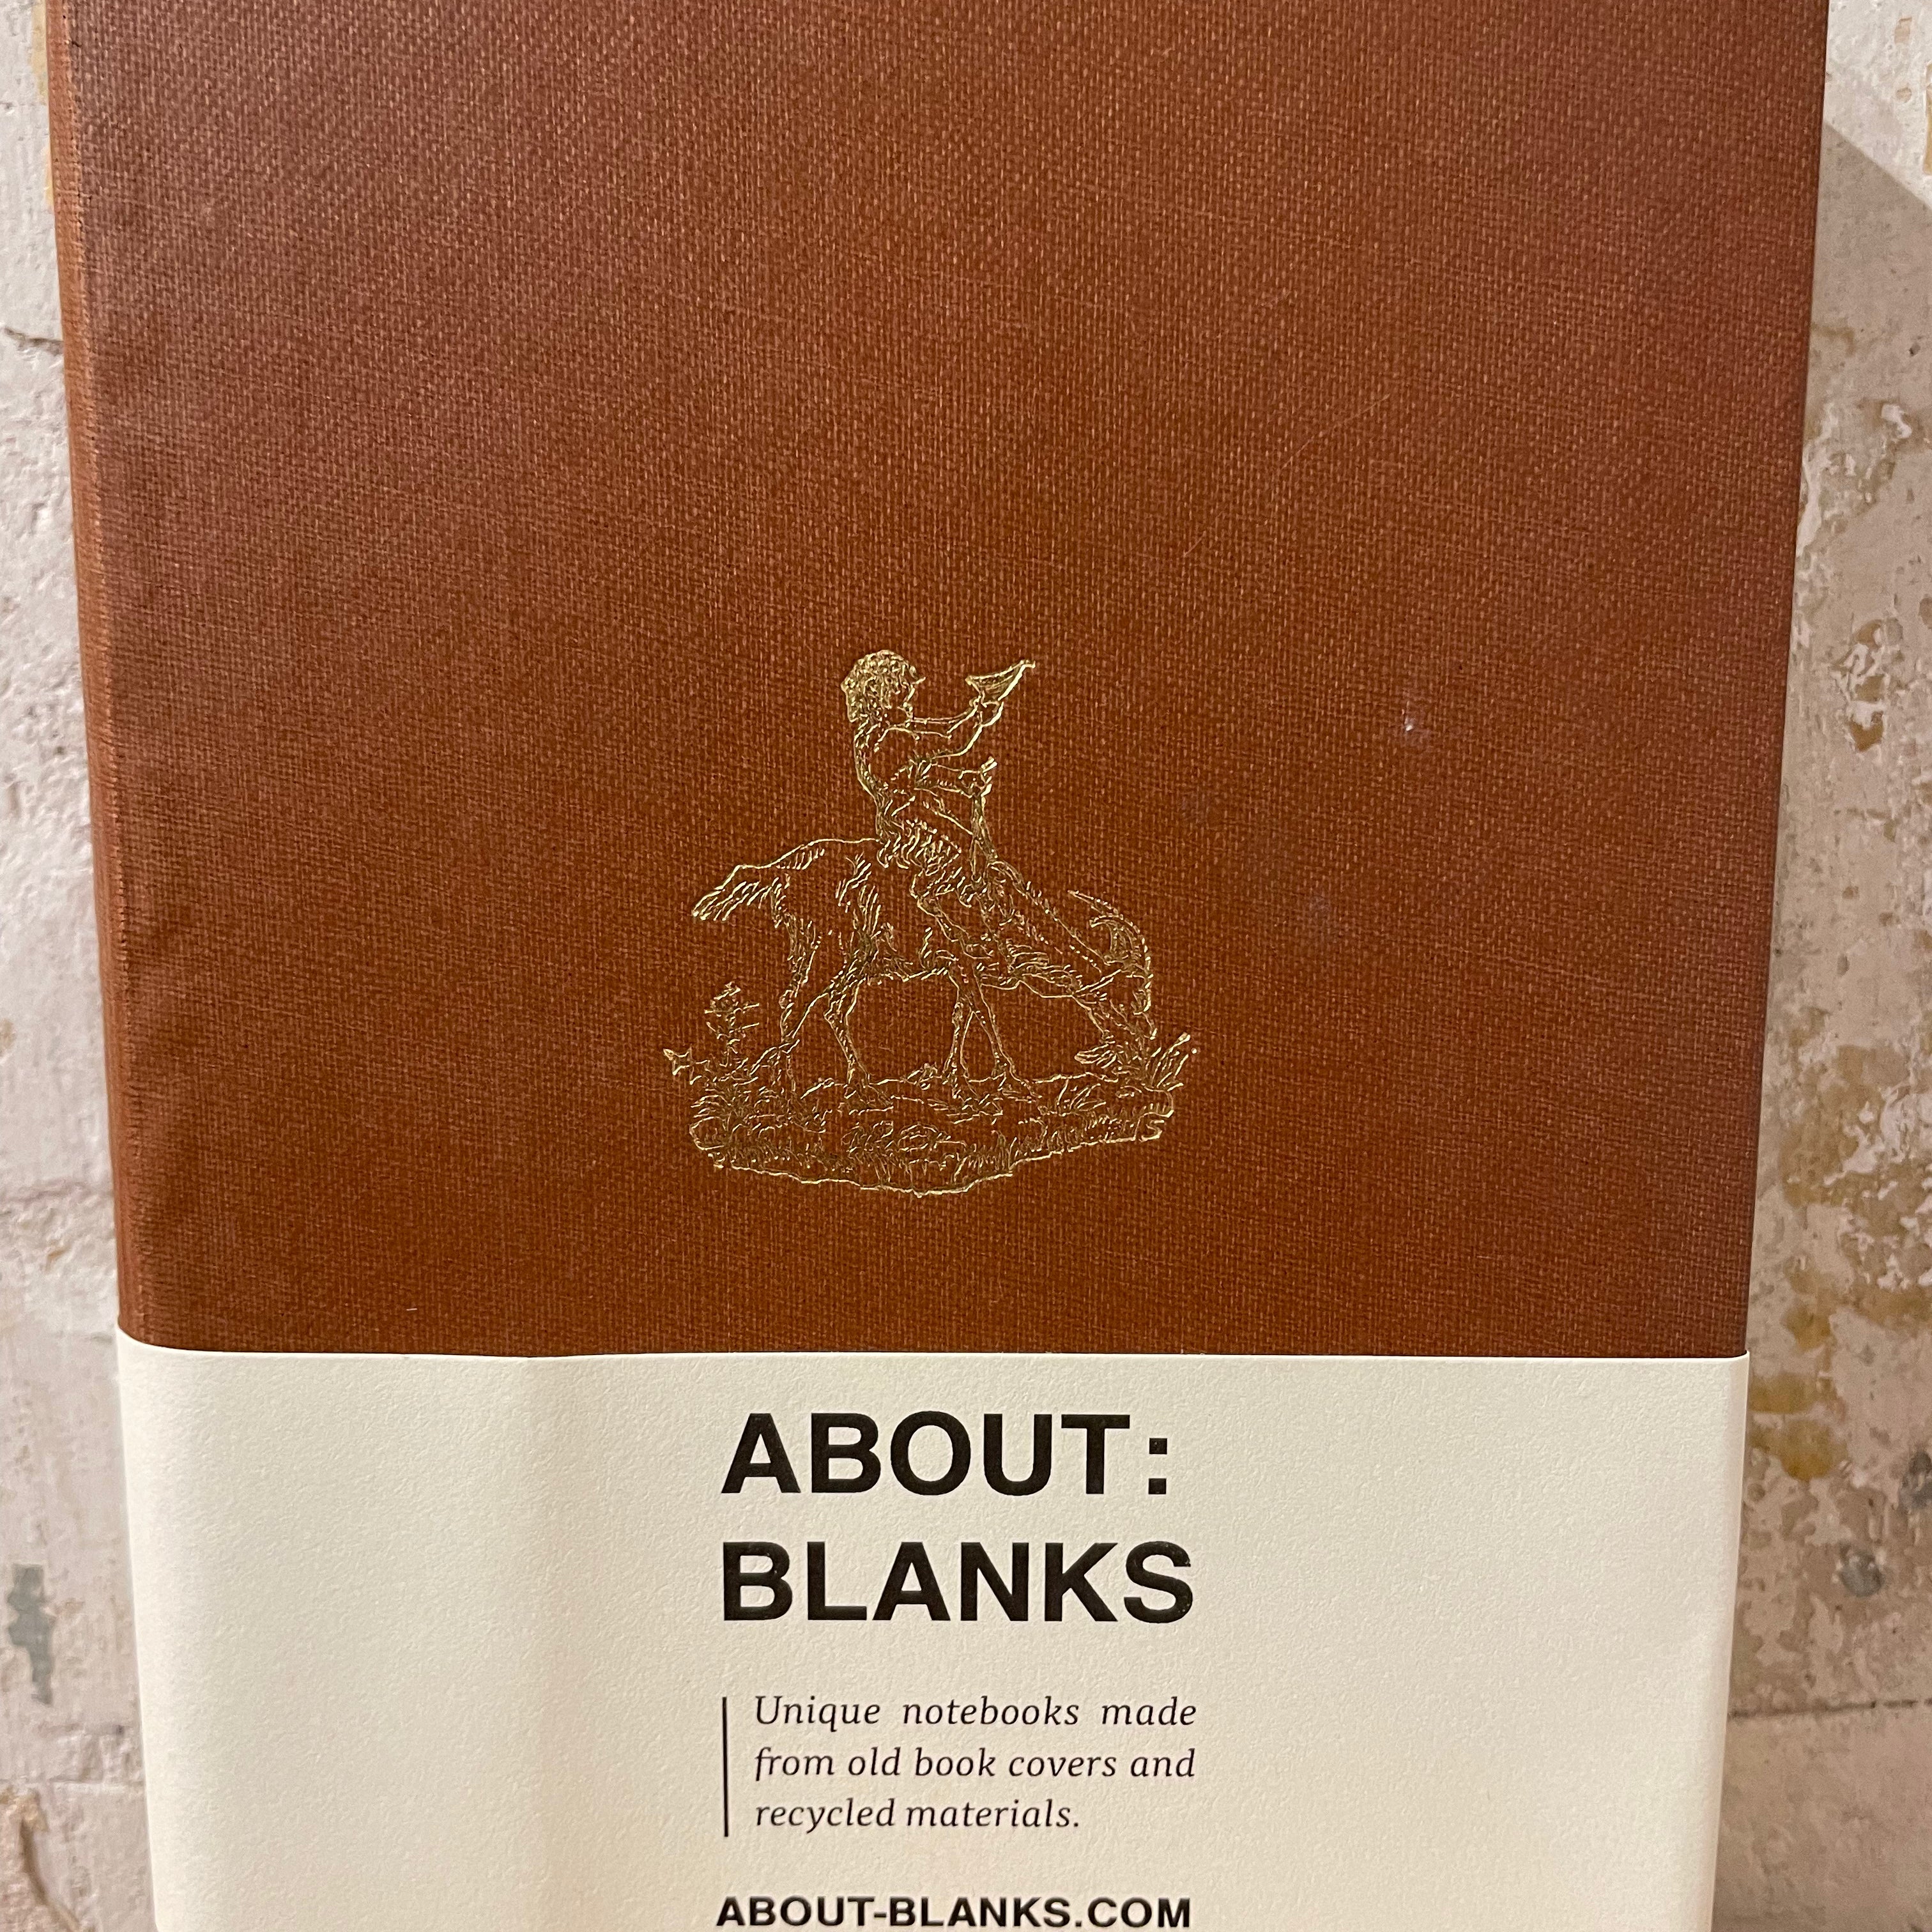 ABOUT:
BLANKS
Unique notebooks made
from old book covers and
recycled materials.
ABOUT-BLANKS.COM